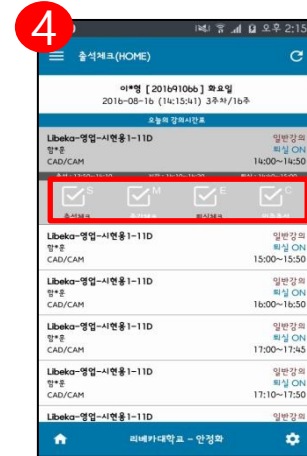 4
오후 2:15
출석체크(HOME)
이*영 [20169106b] 화요일
2016-08-16 (14:15:41) 3주차/16주
오늘의 강의시간표
Libeka-영업-시현용1-11D 일반강의
함*운 퇴실 ON
CAD/CAM 14:00~14:50
S M E C
출석체크 퇴실체크
Libeka-영업-시현용1-11D 일반강의
함*운 퇴실 ON
CAD/CAM 15:00~15:50
Libeka-영업-시현용1-11D 일반강의
함*운 퇴실 ON
CAD/CAM 16:00~16:50
Libeka-영업-시현용1-11D 일반강의
함*운 퇴실 ON
CAD/CAM 17:00~17:45
Libeka-영업-시현용1-11D 일반강의
함*운 퇴실 ON
CAD/CAM 17:10~17:50
Libeka-영업-시현용1-11D 일반강의
리베카대학교 - 안정화